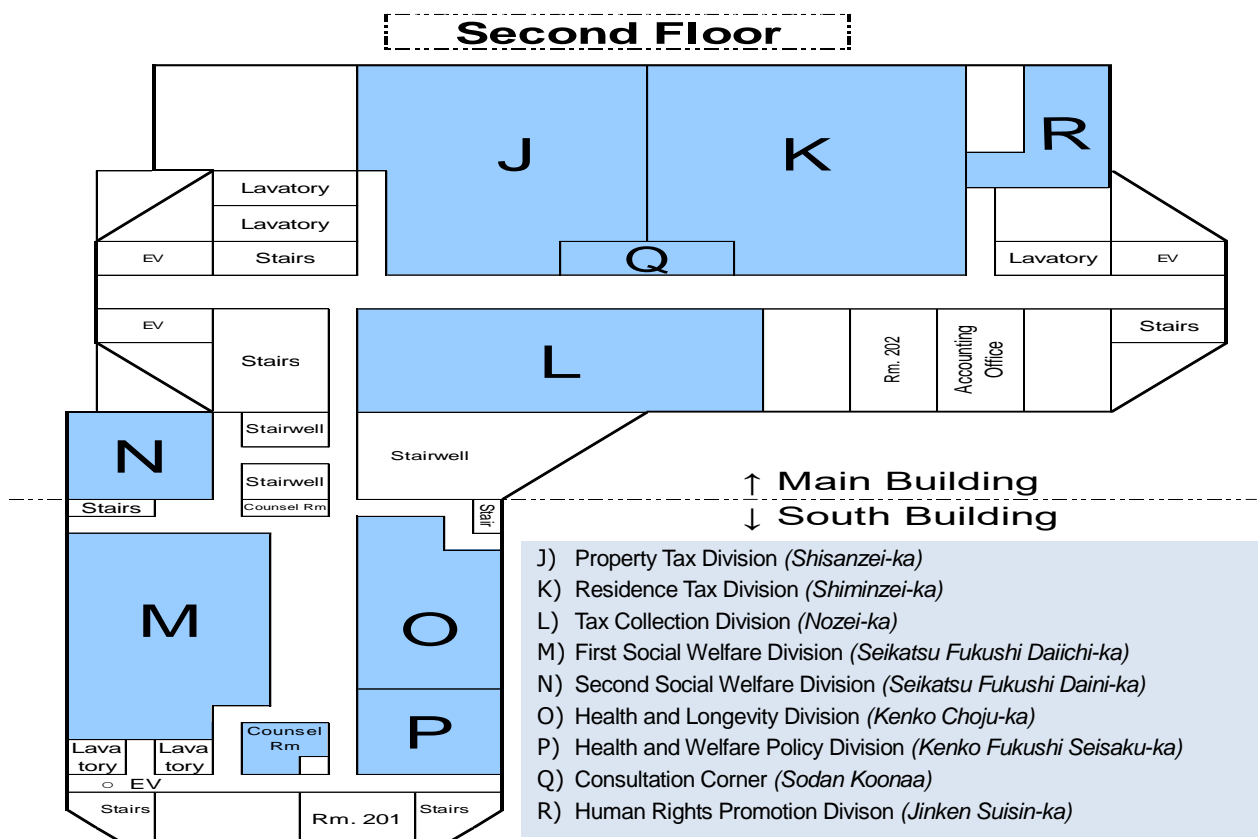 Second Floor
J
K
R
Lavatory
Lavatory
EV
Stairs
Q
Lavatory
EV
EV
Stairs
L
Rm. 202
Accounting
Office
Stairs
N
Stairwell
Stairwell
Stairwell
↑ Main Building
Stairs
Counsel Rm
Stair
↓ South Building
M
O
P
Counsel
Rm
Lava
tory
Lava
tory
○ EV
Stairs
Rm. 201
Stairs
J) Property Tax Division (Shisanzei-ka)
K) Residence Tax Division (Shiminzei-ka)
L) Tax Collection Division (Nozei-ka)
M) First Social Welfare Division (Seikatsu Fukushi Daiichi-ka)
N) Second Social Welfare Division (Seikatsu Fukushi Daini-ka)
O) Health and Longevity Division (Kenko Choju-ka)
P) Health and Welfare Policy Division (Kenko Fukushi Seisaku-ka)
Q) Consultation Corner (Sodan Koonaa)
R) Human Rights Promotion Divison (Jinken Suisin-ka)